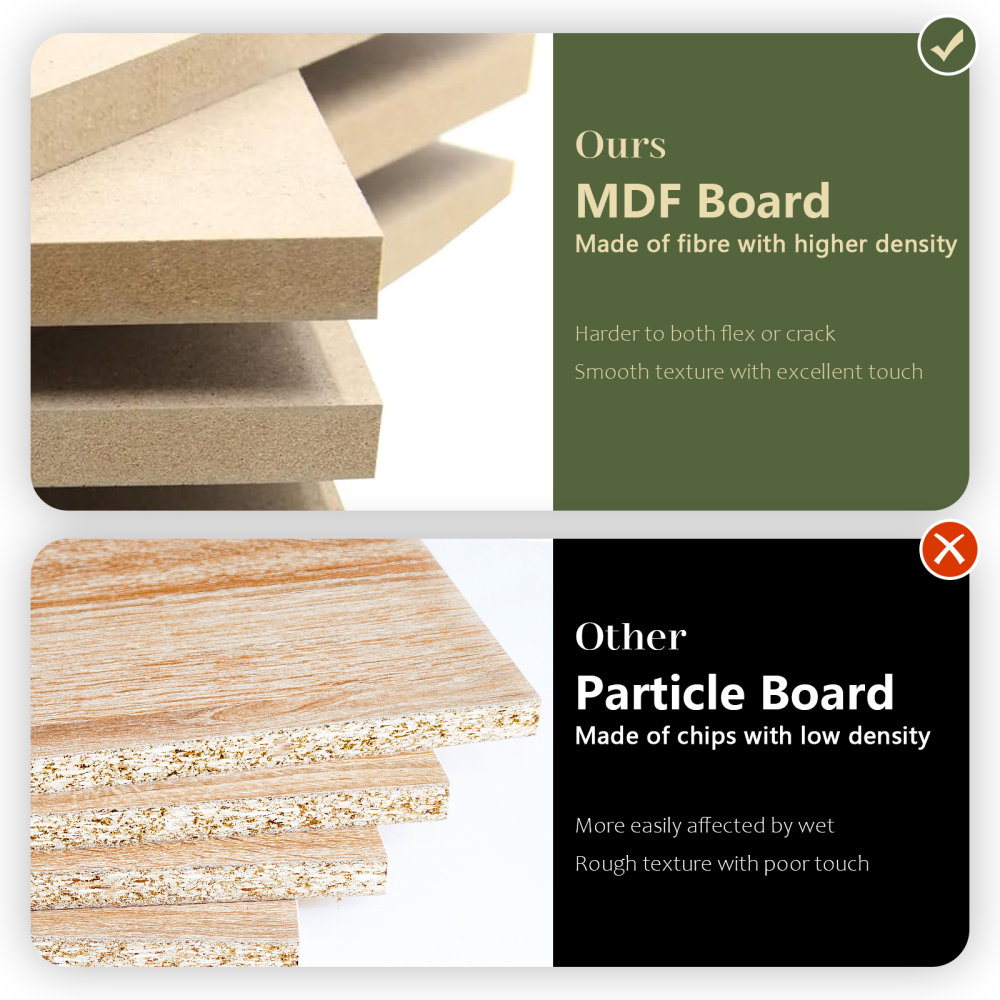 Ours
MDF Board
Made of fibre with higher density
Harder to both flex or crack
Smooth texture with excellent touch
Other
Particle Board
Made of chips with low density
More easily affected by wet
Rough texture with poor touch